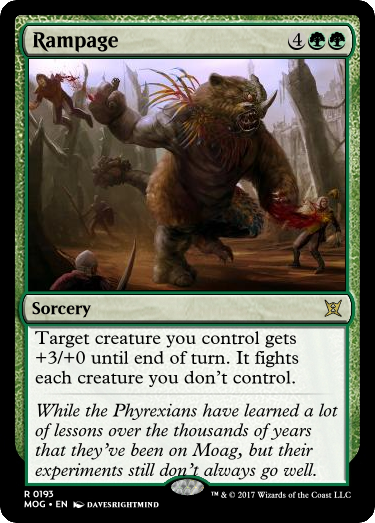 Rampage 4
Sorcery
Target creature you control gets
+3/+0 until end of turn. It fights
each creature you don't control.
While the Phyrexians have learned a lot
of lessons over the thousands of years
that they've been on Moag, but their
experiments still don't always go well.
R 0193
MOG • EN DAVESRIGHTMIND
™ & © 2017 Wizards of the Coast LLC